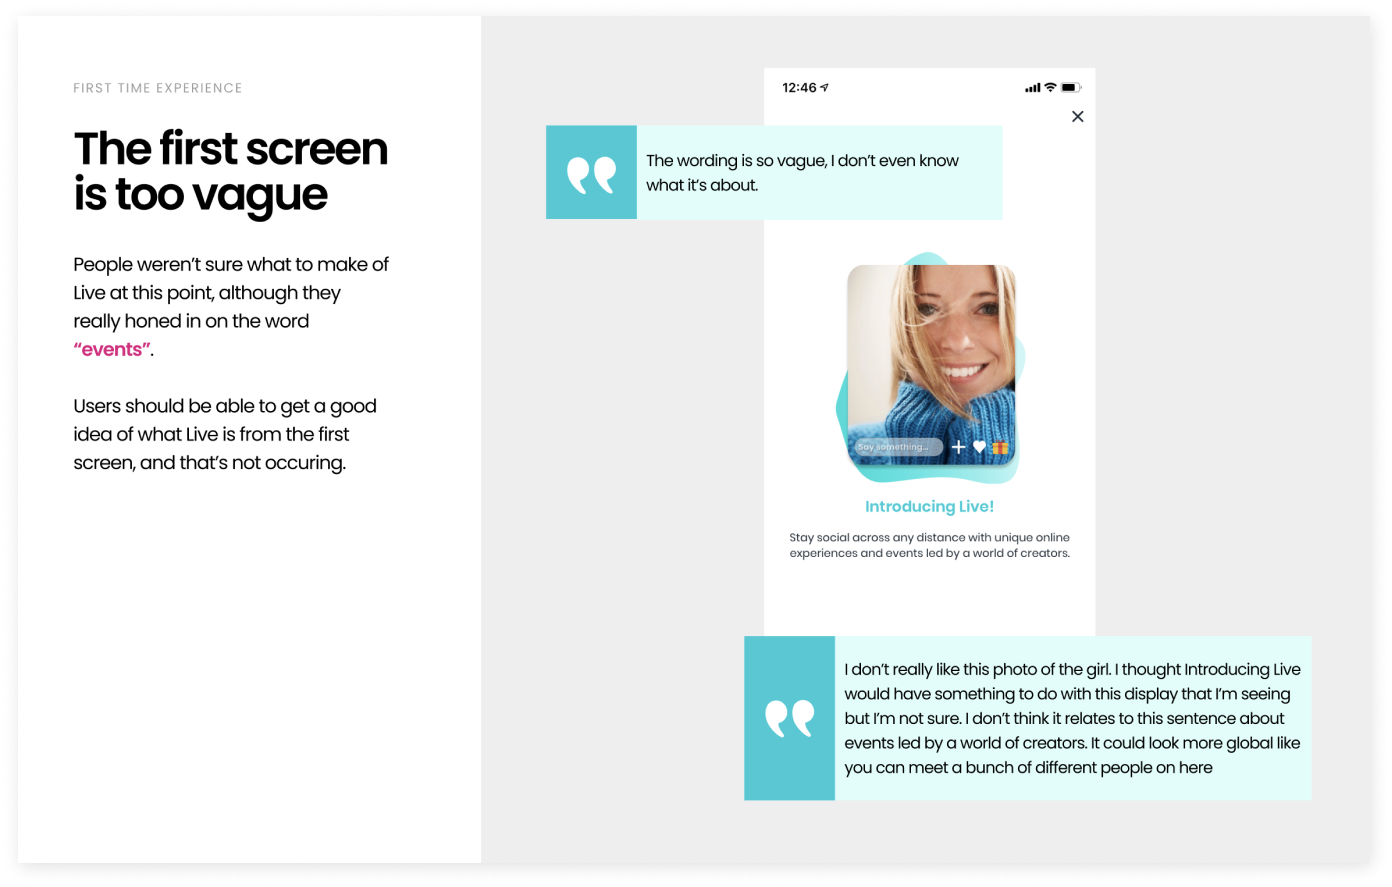 FIRST TIME EXPERIENCE
The first screen
is too vague
People weren't sure what to make of
Live at this point, although they
really honed in on the word
“events”.
Users should be able to get a good
idea of what Live is from the first
screen, and that's not occuring.
12:46
The wording is so vague, I don't even know
what it's about.
Say something...
Introducing Live!
Stay social across any distance with unique online
experiences and events led by a world of creators.
I don't really like this photo of the girl. I thought Introducing Live
would have something to do with this display that I'm seeing
but I'm not sure. I don't think it relates to this sentence about
events led by a world of creators. It could look more global like
you can meet a bunch of different people on here